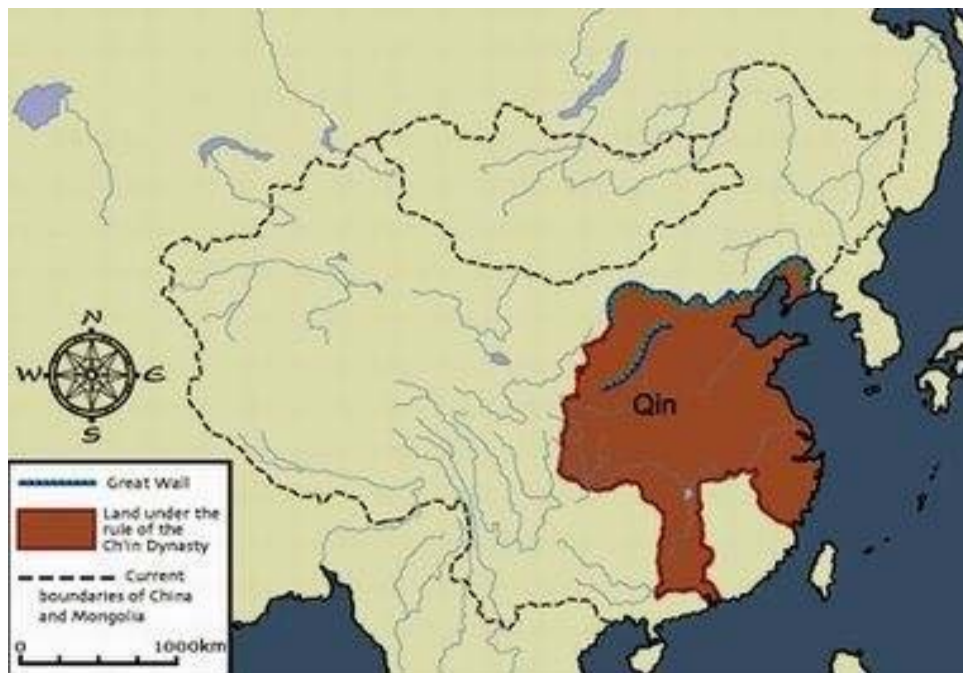 Qin
N
W E
S
Great Wall
Land under the
rule of the
Ch'in Dynasty
Current
boundaries of China
and Mongolia
0 1000km